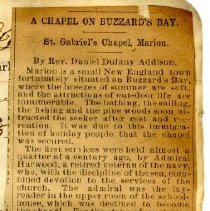 A CHAPEL ON BUZZARD'S BAY.
St. Gabriel's Chapel, Marion.
By Rev. Daniel Dulany Addison.
Marion is a small New England town
fortunately situated on Buzzard's Bay,
where the breezes of summer are soft,
and the attractions of out-door life are
innumerable. The bathing, the sailing,
the fishing and the pine woods soon
attracted the seeker after rest and rec-
reation. It was due to this immigra-
tion of holiday people that the chapel
was secured.
The first services were held almost a
quarter of a century ago, by Admiral
Harwood, a retired veteran of the navy,
who, with the discipline of the sea, com-
bined devotion to the services of the
church. The admiral was the lay-
reader in the upper room of the school-
house, which was destined to become